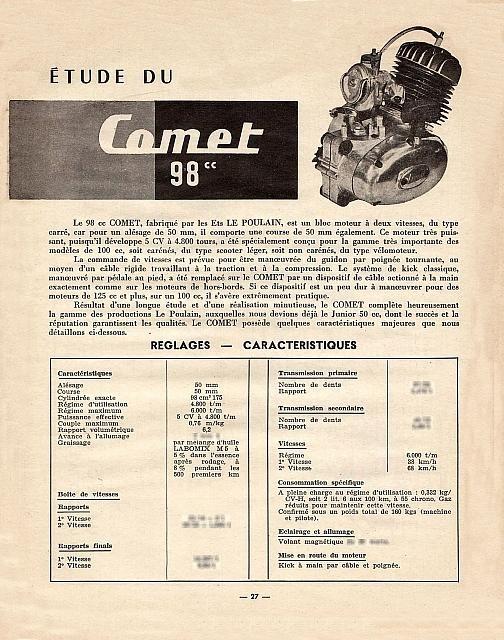 ÉTUDE DU
Comet
98 cc
Le 98 cc COMET, fabriqué par les Ets LE POULAIN, est un bloc moteur à deux vitesses, du type
carré, car pour un alésage de 50 mm, il comporte une course de 50 mm également. Ce moteur très puis-
sant, puisqu'il développe 5 CV à 4.800 tours, a été spécialement conçu pour la gamme très importante des
modèles de 100 cc, soit carénés, du type scooter léger, soit non carénés, du type vélomoteur.
La commande de vitesses est prévue pour être manœuvrée du guidon par poignée tournante, au
moyen d'un câble rigide travaillant à la traction et à la compression. Le système de kick classique,
manœuvré par pédale au pied, a été remplacé sur le COMET par un dispositif de câble actionné à la main
exactement comme sur les moteurs de hors-bords. Si ce dispositif est un peu dur à manœuvrer pour des
moteurs de 125 cc et plus, sur un 100 cc, il s'avère extrêmement pratique.
Résultat d'une longue étude et d'une réalisation minutieuse, le COMET complète heureusement
la gamme des productions Le Poulain, auxquelles nous devions déjà le Junior 50 cc, dont le succès et la
réputation garantissent les qualités. Le COMET possède quelques caractéristiques majeures que nous
détaillons ci-dessous.
REGLAGES — CARACTERISTIQUES
Caractéristiques
Alésage 50 mm
Course 50 mm
Cylindrée exacte 98 cm³ 175
Régime d'utilisation 4.800 t/m
Régime maximum 6.000 t/m
Puissance effective 5 CV à 4.800 t/m
Couple maximum 0,76 m/kg
Rapport volumétrique 6,2
Avance à l'allumage
Graissage par mélange d'huile
LABOMIX M 5 à
5 % dans l'essence
après rodage, à
8 % pendant les
500 premiers km
Boîte de vitesses
Rapports
1re Vitesse
2e Vitesse
Rapports finals
1re Vitesse
2e Vitesse
Transmission primaire
Nombre de dents
Rapport
Transmission secondaire
Nombre de dents
Rapport
Vitesses
Régime 6.000 t/m
1re Vitesse 38 km/h
2e Vitesse 68 km/h
Consommation spécifique
A pleine charge au régime d'utilisation : 0,332 kg/
CV-H, soit 2 lit. 6 aux 100 km, à 55 chrono. Gaz
réduits pour maintenir cette vitesse.
Confirmé sous un poids total de 160 kgs (machine
et pilote).
Eclairage et allumage
Volant magnétique
Mise en route du moteur
Kick à main par câble et poignée.
— 27 —